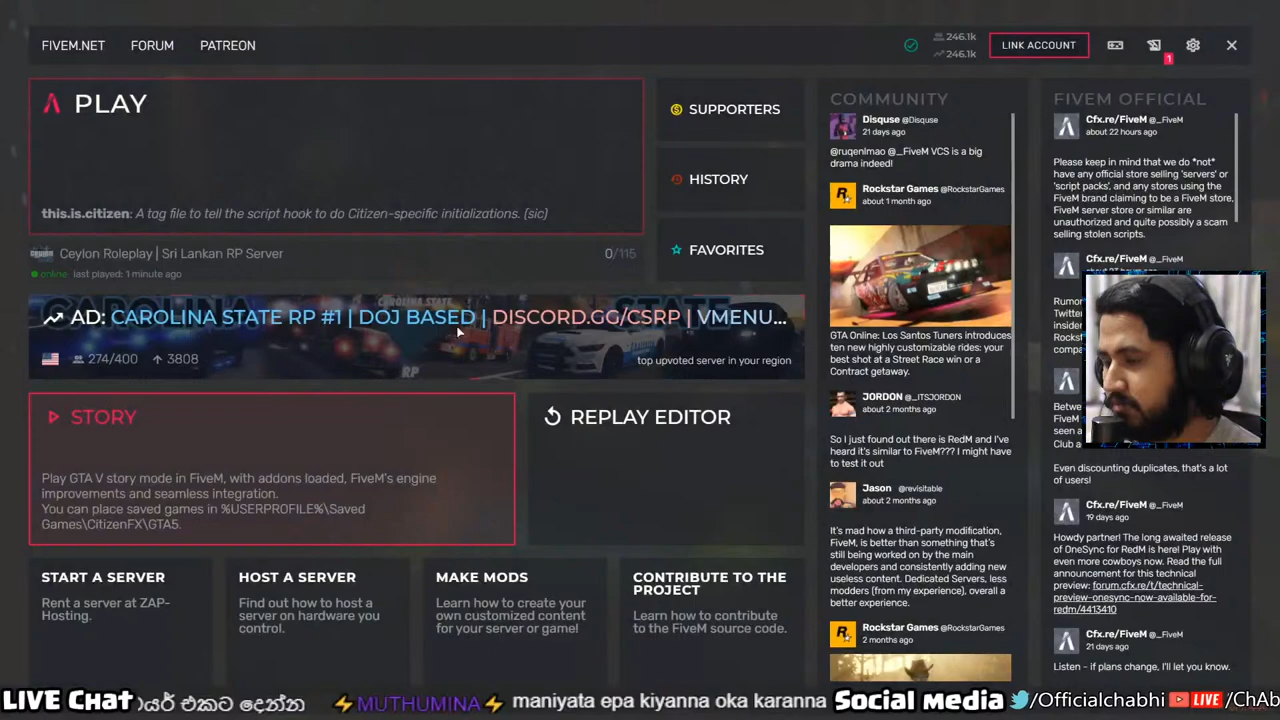 FIVEM.NET FORUM PATREON
246.1k
246.1k
LINK ACCOUNT
1
PLAY
this.is.citizen: A tag file to tell the script hook to do Citizen-specific initializations. (sic)
Ceylon Roleplay | Sri Lankan RP Server 0/115
online last played: 1 minute ago
SUPPORTERS
HISTORY
FAVORITES
AD: CAROLINA STATE RP #1 | DOJ BASED | DISCORD.GG/CSRP | VMENU...
274/400 3808 top upvoted server in your region
STORY
Play GTA V story mode in FiveM, with addons loaded, FiveM's engine
improvements and seamless integration.
You can place saved games in %USERPROFILE%\Saved
Games\CitizenFX\GTA5.
REPLAY EDITOR
START A SERVER
Rent a server at ZAP-
Hosting.
HOST A SERVER
Find out how to host a
server on hardware you
control.
MAKE MODS
Learn how to create your
own customized content
for your server or game!
CONTRIBUTE TO THE
PROJECT
Learn how to contribute
to the FiveM source code.
COMMUNITY
Disquse @Disquse
21 days ago
@ruqenlmao @_FiveM VCS is a big
drama indeed!
Rockstar Games @RockstarGames
about 1 month ago
GTA Online: Los Santos Tuners introduces
ten new highly customizable rides: your
best shot at a Street Race win or a
Contract getaway.
JORDON @_ITSJORDON
about 2 months ago
So I just found out there is RedM and I've
heard it's similar to FiveM??? I might have
to test it out
Jason @revisitable
about 2 months ago
It's mad how a third-party modification,
FiveM, is better than something that's
still being worked on by the main
developers and consistently adding new
useless content. Dedicated Servers, less
modders (from my experience), overall a
better experience.
Rockstar Games @RockstarGames
2 months ago
FIVEM OFFICIAL
Cfx.re/FiveM @_FiveM
about 22 hours ago
Please keep in mind that we do *not*
have any official store selling 'servers' or
'script packs', and any stores using the
FiveM brand claiming to be a FiveM store,
FiveM server store or similar are
unauthorized and quite possibly a scam
selling stolen scripts.
Cfx.re/FiveM @_FiveM
Rumor
Twitter
insider
Rockst
compa
Betwe
FiveM
seen a
Club a
Even discounting duplicates, that's a lot
of users!
Cfx.re/FiveM @_FiveM
19 days ago
Howdy partner! The long awaited release
of OneSync for RedM is here! Play with
even more cowboys now. Read the full
announcement for this technical
preview: forum.cfx.re/t/technical-
preview-onesync-now-available-for-
redm/4413410
Cfx.re/FiveM @_FiveM
21 days ago
Listen - if plans change, I'll let you know.
LIVE Chat යර් එකට දෙන්න ⚡MUTHUMINA⚡ maniyata epa kiyanna oka karanna Social media /Officialchabhi LIVE /ChAb